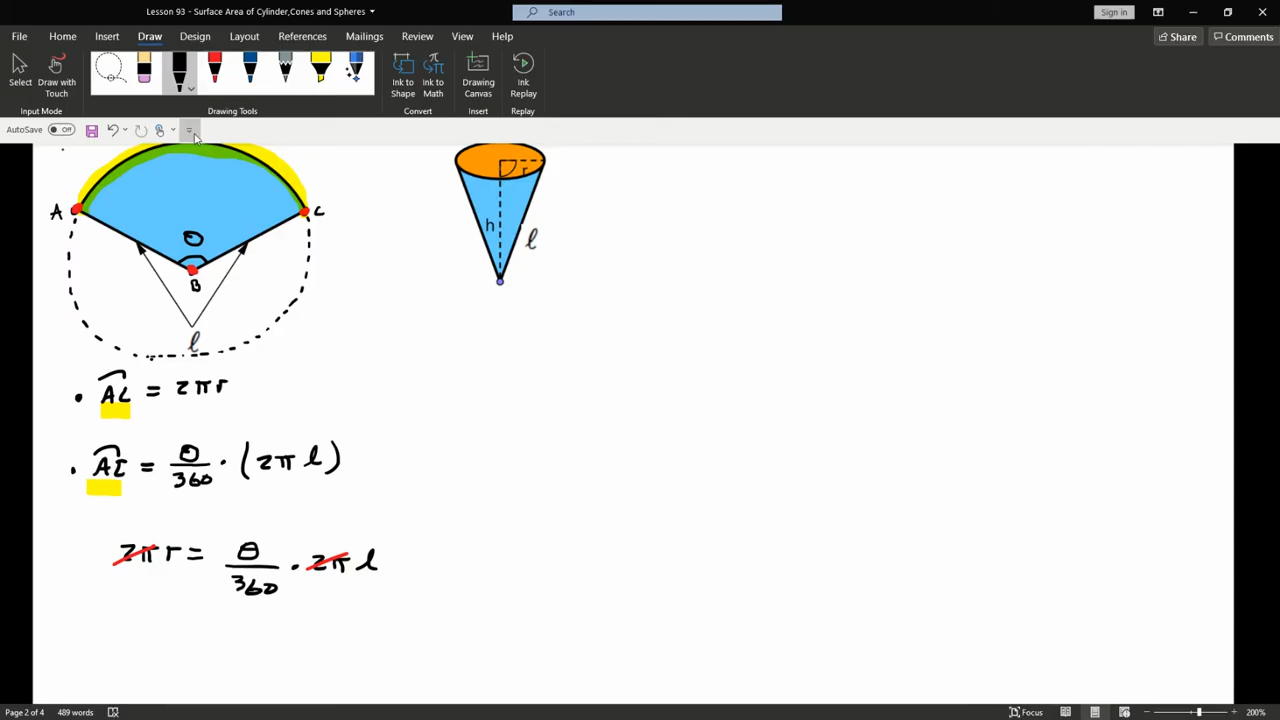 Lesson 93 - Surface Area of Cylinder,Cones and Spheres
Search
Sign in
File Home Insert Draw Design Layout References Mailings Review View Help
Share Comments
Select Draw with Touch
Ink to Shape Ink to Math Drawing Canvas Ink Replay
Input Mode Drawing Tools Convert Insert Replay
AutoSave Off
r
A C
θ
h
ℓ
B
ℓ
• AC = 2πr
• AC = θ/360 · (2πℓ)
2πr = θ/360 · 2πℓ
Page 2 of 4 489 words Focus 200%